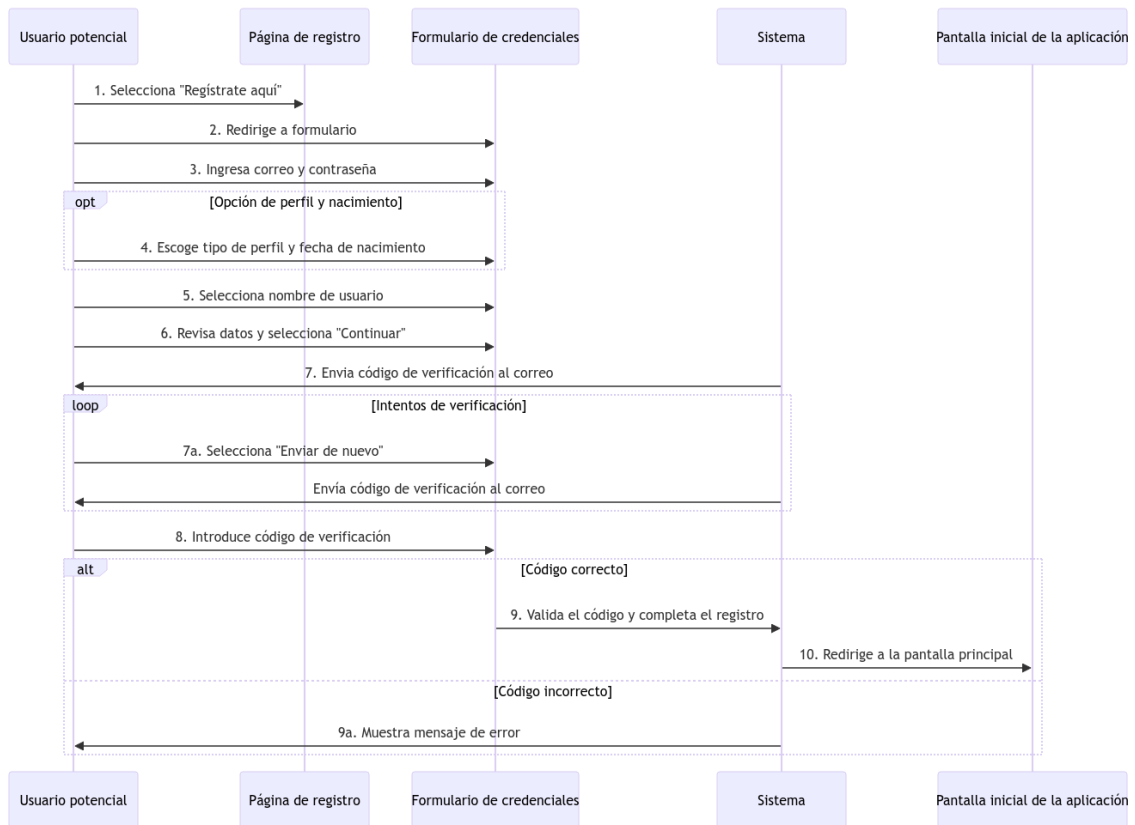 Usuario potencial
Página de registro
Formulario de credenciales
Sistema
Pantalla inicial de la aplicación
1. Selecciona "Regístrate aquí"
2. Redirige a formulario
3. Ingresa correo y contraseña
opt
[Opción de perfil y nacimiento]
4. Escoge tipo de perfil y fecha de nacimiento
5. Selecciona nombre de usuario
6. Revisa datos y selecciona "Continuar"
7. Envia código de verificación al correo
loop
[Intentos de verificación]
7a. Selecciona "Enviar de nuevo"
Envía código de verificación al correo
8. Introduce código de verificación
alt
[Código correcto]
9. Valida el código y completa el registro
10. Redirige a la pantalla principal
[Código incorrecto]
9a. Muestra mensaje de error
Usuario potencial
Página de registro
Formulario de credenciales
Sistema
Pantalla inicial de la aplicación